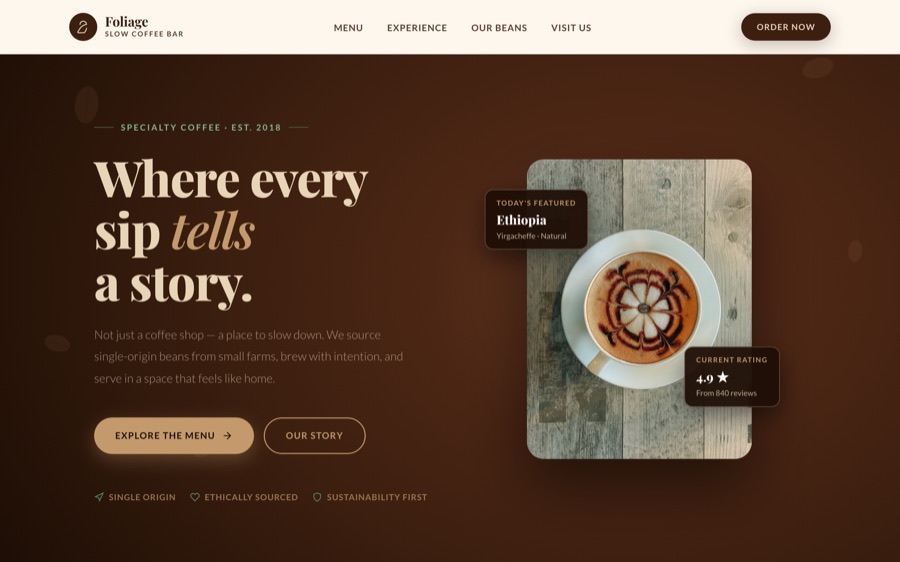 Foliage
SLOW COFFEE BAR
MENU
EXPERIENCE
OUR BEANS
VISIT US
ORDER NOW
SPECIALTY COFFEE · EST. 2018
Where every
sip tells
a story.
Not just a coffee shop — a place to slow down. We source
single-origin beans from small farms, brew with intention, and
serve in a space that feels like home.
EXPLORE THE MENU →
OUR STORY
SINGLE ORIGIN
ETHICALLY SOURCED
SUSTAINABILITY FIRST
TODAY'S FEATURED
Ethiopia
Yirgacheffe · Natural
CURRENT RATING
4.9 ★
From 840 reviews